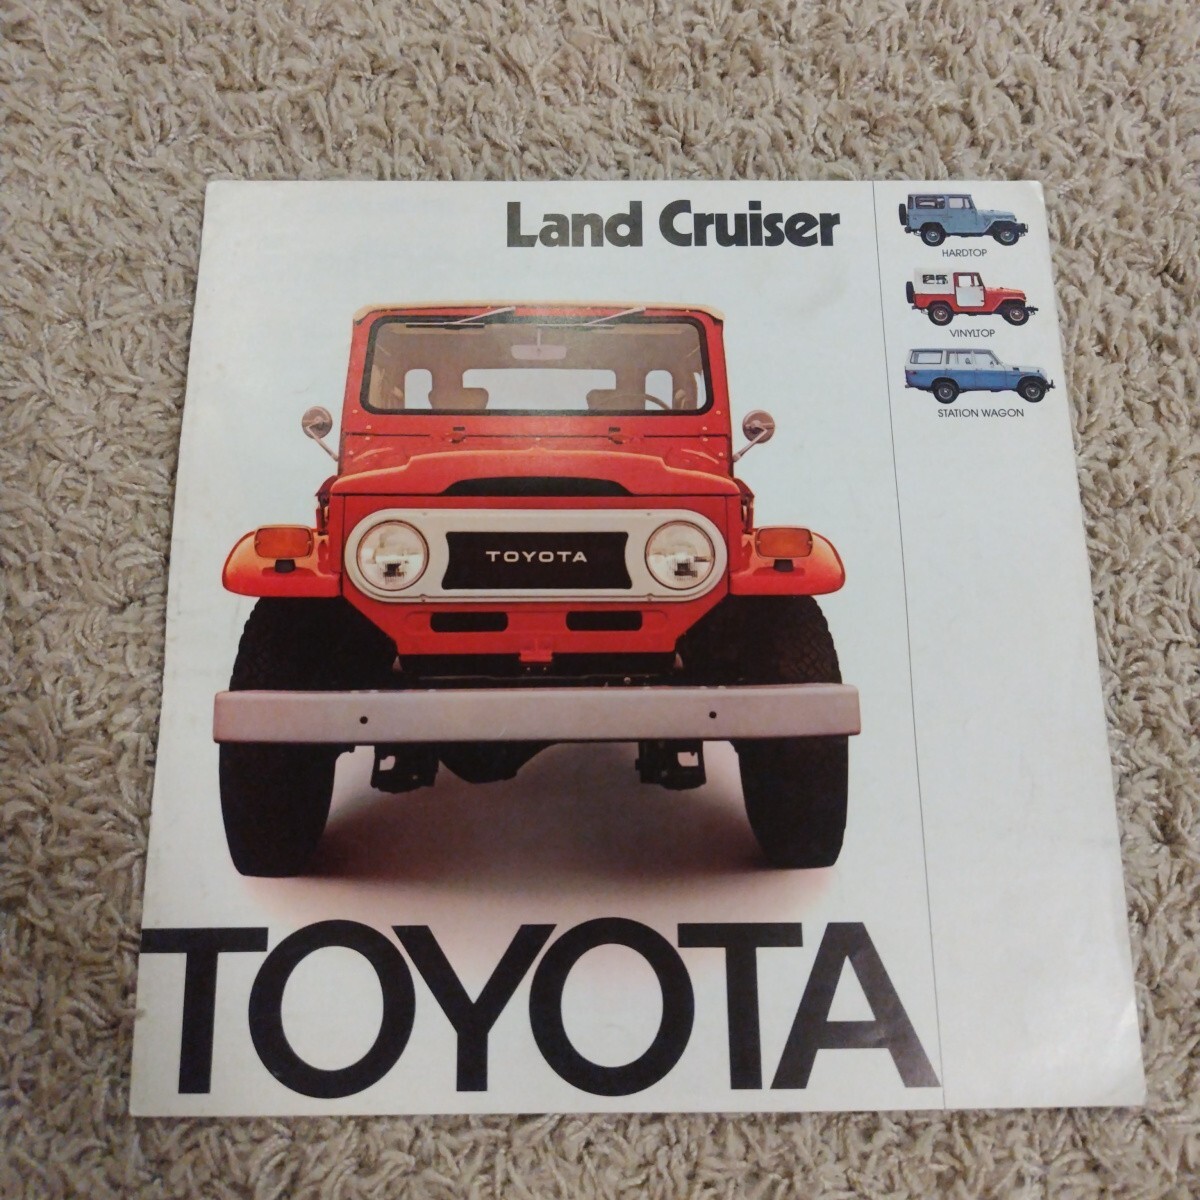 Land Cruiser
HARDTOP
VINYLTOP
STATION WAGON
TOYOTA
TOYOTA